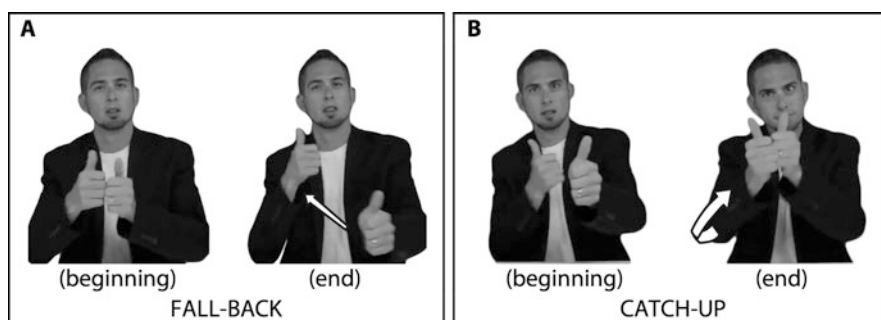 A
(beginning)
(end)
FALL-BACK
B
(beginning)
(end)
CATCH-UP